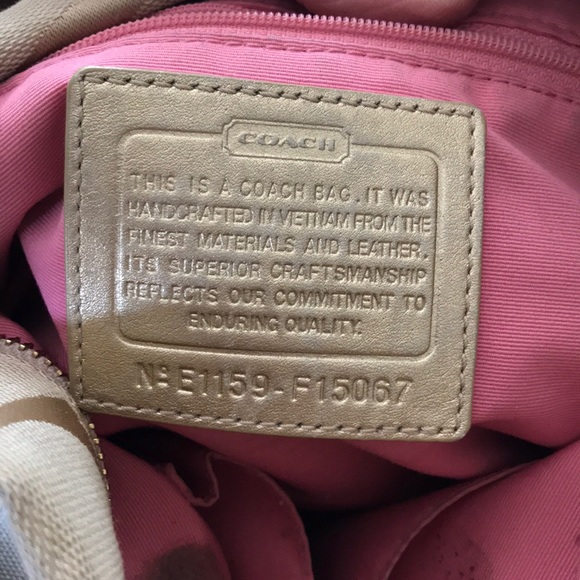 COACH
THIS IS A COACH BAG. IT WAS
HANDCRAFTED IN VIETNAM FROM THE
FINEST MATERIALS AND LEATHER.
ITS SUPERIOR CRAFTSMANSHIP
REFLECTS OUR COMMITMENT TO
ENDURING QUALITY.
Nº E1159-F15067